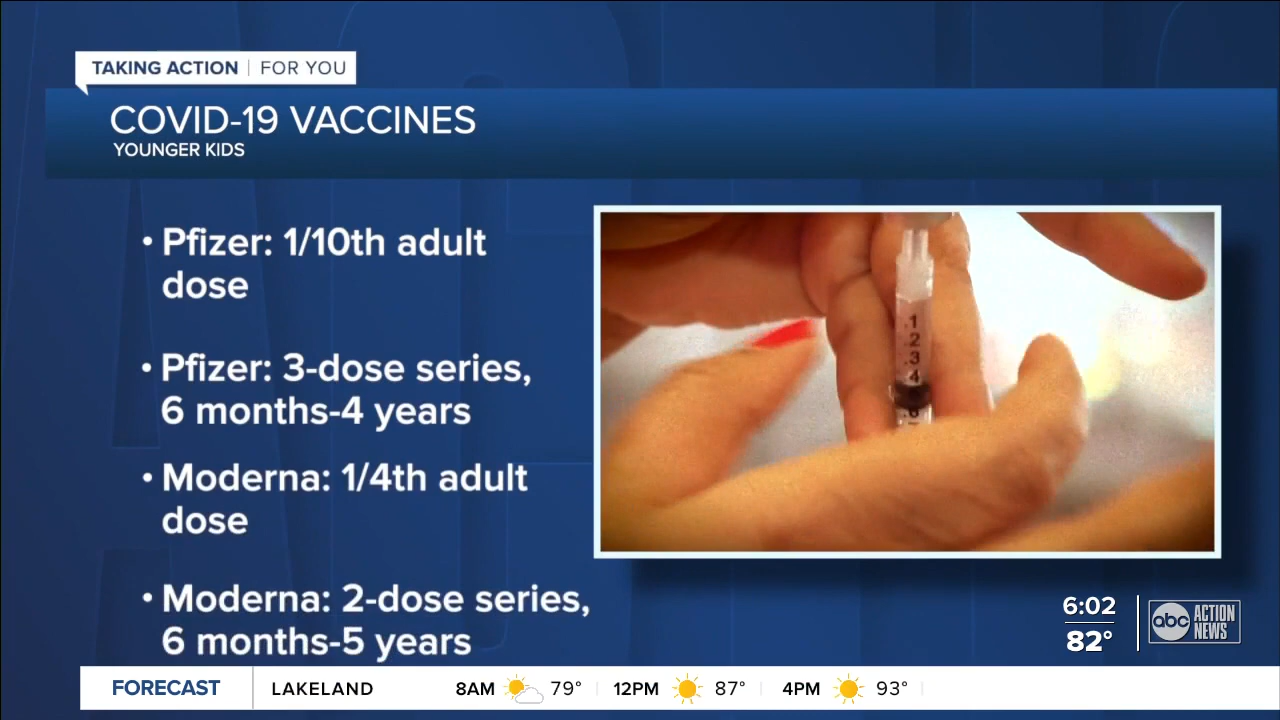 TAKING ACTION | FOR YOU
COVID-19 VACCINES
YOUNGER KIDS
• Pfizer: 1/10th adult
dose
• Pfizer: 3-dose series,
6 months-4 years
• Moderna: 1/4th adult
dose
• Moderna: 2-dose series,
6 months-5 years
1
2
3
4
6:02
82°
abc ACTION
NEWS
FORECAST LAKELAND 8AM 79° 12PM 87° 4PM 93°